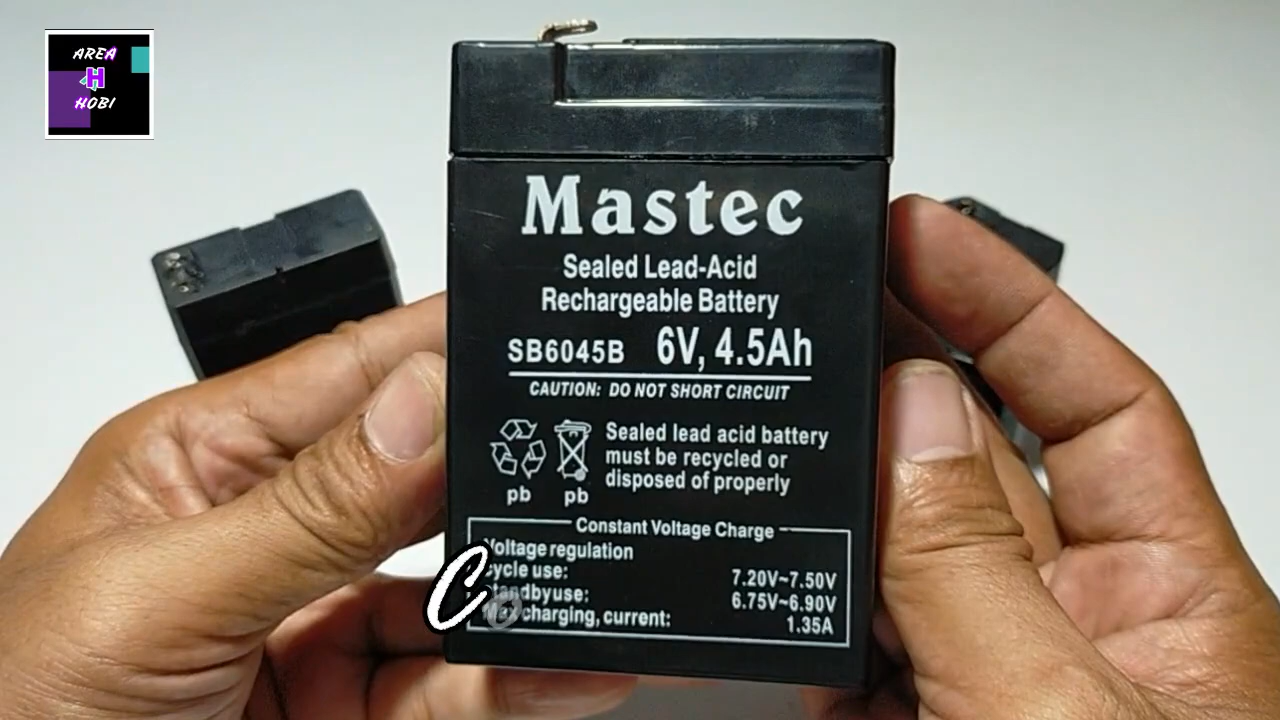 AREA
H
HOBI
Mastec
Sealed Lead-Acid
Rechargeable Battery
SB6045B 6V, 4.5Ah
CAUTION: DO NOT SHORT CIRCUIT
Sealed lead acid battery
must be recycled or
disposed of properly
pb pb
Constant Voltage Charge
Voltage regulation
cycle use: 7.20V~7.50V
standbyuse: 6.75V~6.90V
Max charging, current: 1.35A
C